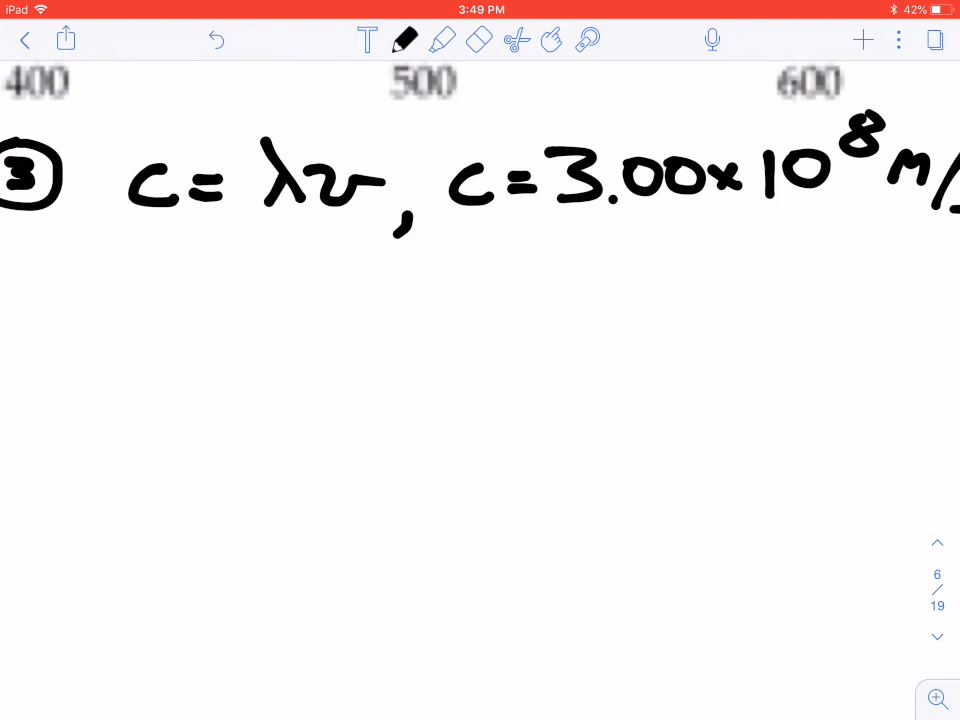 iPad 3:49 PM 42%
T
400 500 600
③ c = λν, c = 3.00 × 10⁸ m/s
6
/
19